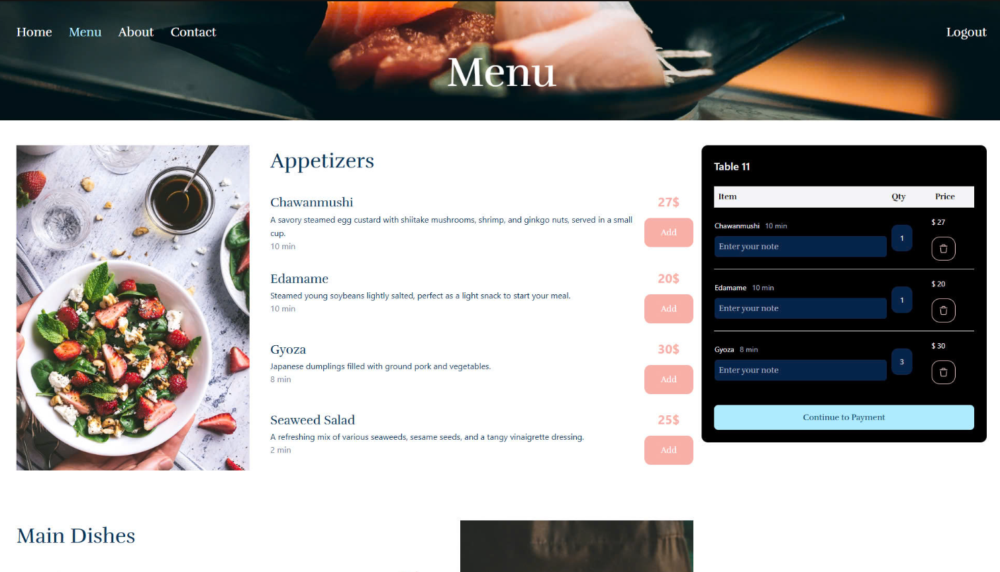 Home Menu About Contact Logout
Menu
Appetizers
Chawanmushi 27$
A savory steamed egg custard with shiitake mushrooms, shrimp, and ginkgo nuts, served in a small
cup.
10 min
Add
Edamame 20$
Steamed young soybeans lightly salted, perfect as a light snack to start your meal.
10 min
Add
Gyoza 30$
Japanese dumplings filled with ground pork and vegetables.
8 min
Add
Seaweed Salad 25$
A refreshing mix of various seaweeds, sesame seeds, and a tangy vinaigrette dressing.
2 min
Add
Table 11
Item Qty Price
Chawanmushi 10 min 1 $ 27
Enter your note
Edamame 10 min 1 $ 20
Enter your note
Gyoza 8 min 3 $ 30
Enter your note
Continue to Payment
Main Dishes